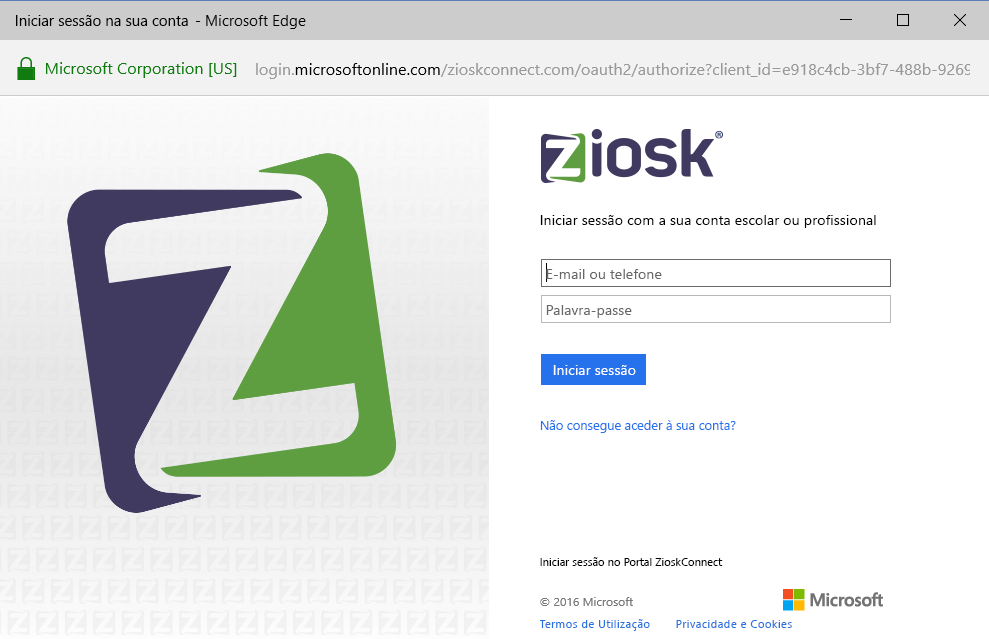 Iniciar sessão na sua conta - Microsoft Edge
Microsoft Corporation [US] login.microsoftonline.com/zioskconnect.com/oauth2/authorize?client_id=e918c4cb-3bf7-488b-9269
ziosk®
Iniciar sessão com a sua conta escolar ou profissional
E-mail ou telefone
Palavra-passe
Iniciar sessão
Não consegue aceder à sua conta?
Iniciar sessão no Portal ZioskConnect
© 2016 Microsoft Microsoft
Termos de Utilização Privacidade e Cookies